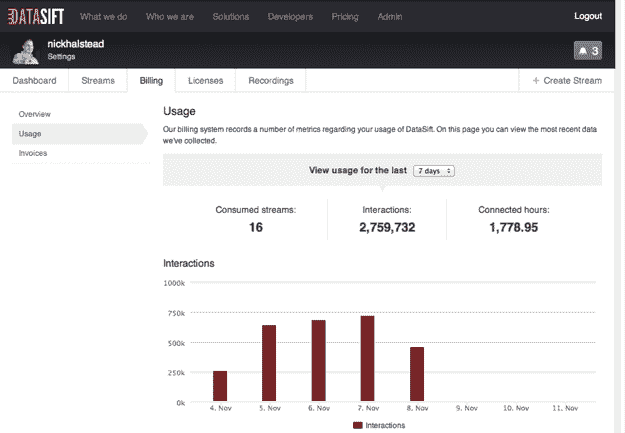 DATASIFT What we do Who we are Solutions Developers Pricing Admin Logout
nickhalstead
Settings
3
Dashboard Streams Billing Licenses Recordings + Create Stream
Overview
Usage
Invoices
Usage
Our billing system records a number of metrics regarding your usage of DataSift. On this page you can view the most recent data
we've collected.
View usage for the last 7 days
Consumed streams: Interactions: Connected hours:
16 2,759,732 1,778.95
Interactions
1000k
750k
500k
250k
0k
4. Nov 5. Nov 6. Nov 7. Nov 8. Nov 9. Nov 10. Nov 11. Nov
Interactions